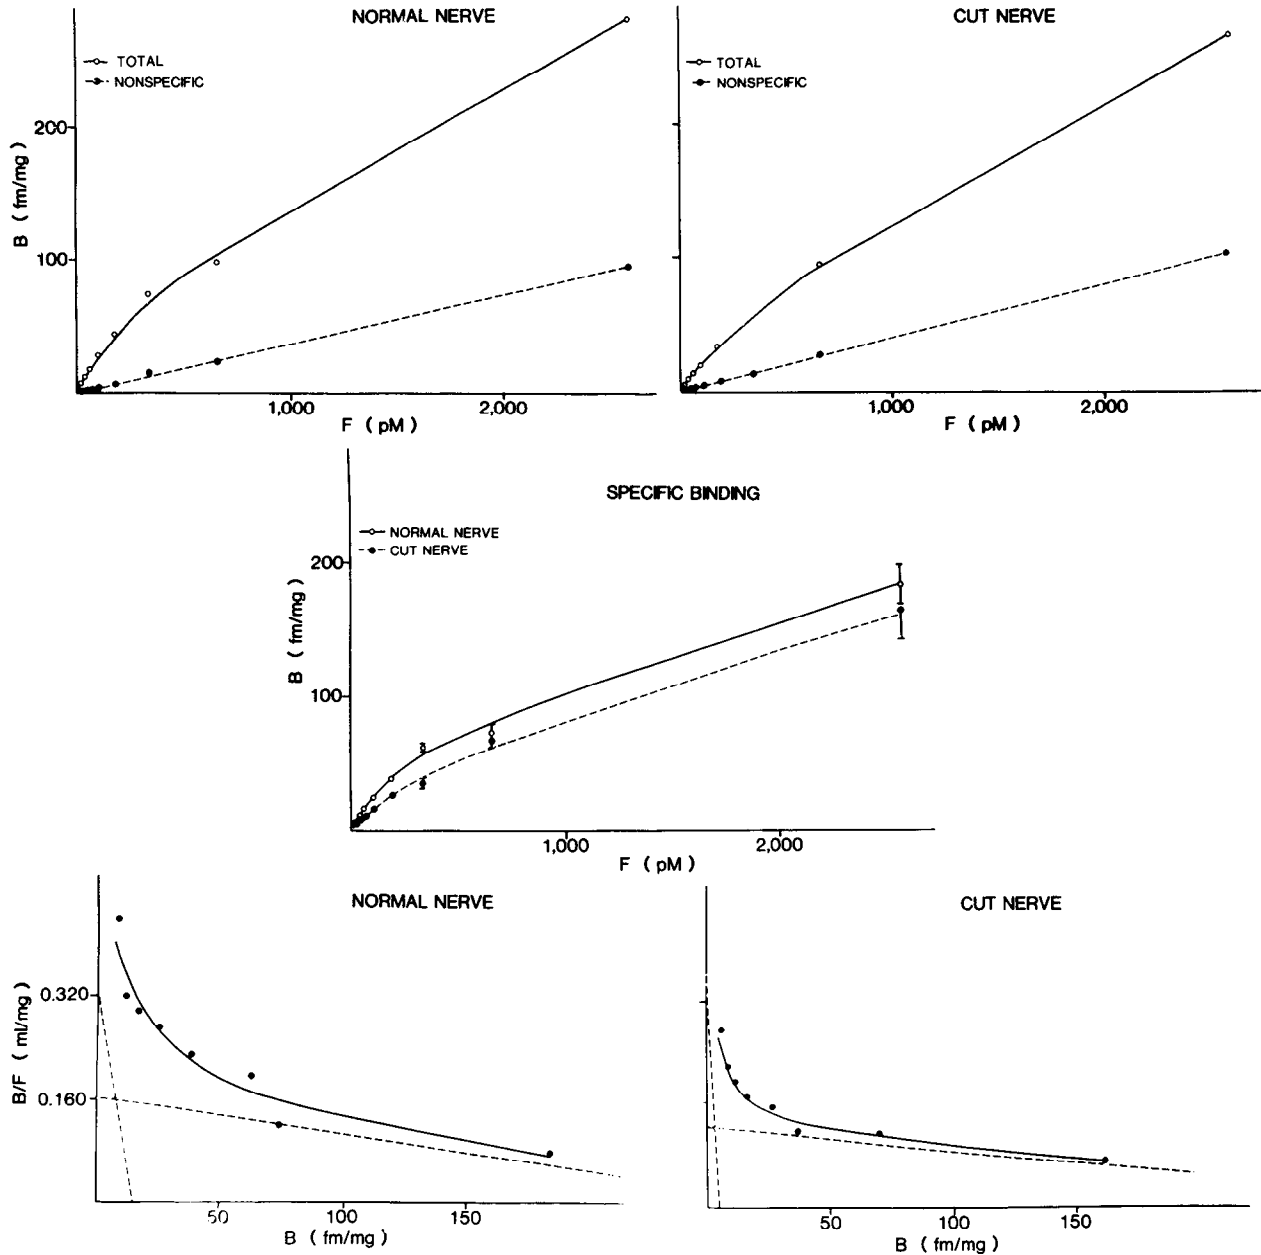 NORMAL NERVE
TOTAL
NONSPECIFIC
200
100
B ( fm/mg)
1,000
2,000
F ( pM )
CUT NERVE
TOTAL
NONSPECIFIC
1,000
2,000
F ( pM )
SPECIFIC BINDING
NORMAL NERVE
CUT NERVE
200
100
B ( fm/mg)
1,000
2,000
F ( pM )
NORMAL NERVE
0.320
0.160
B/F ( ml/mg)
50
100
150
B ( fm/mg)
CUT NERVE
50
100
150
B ( fm/mg)